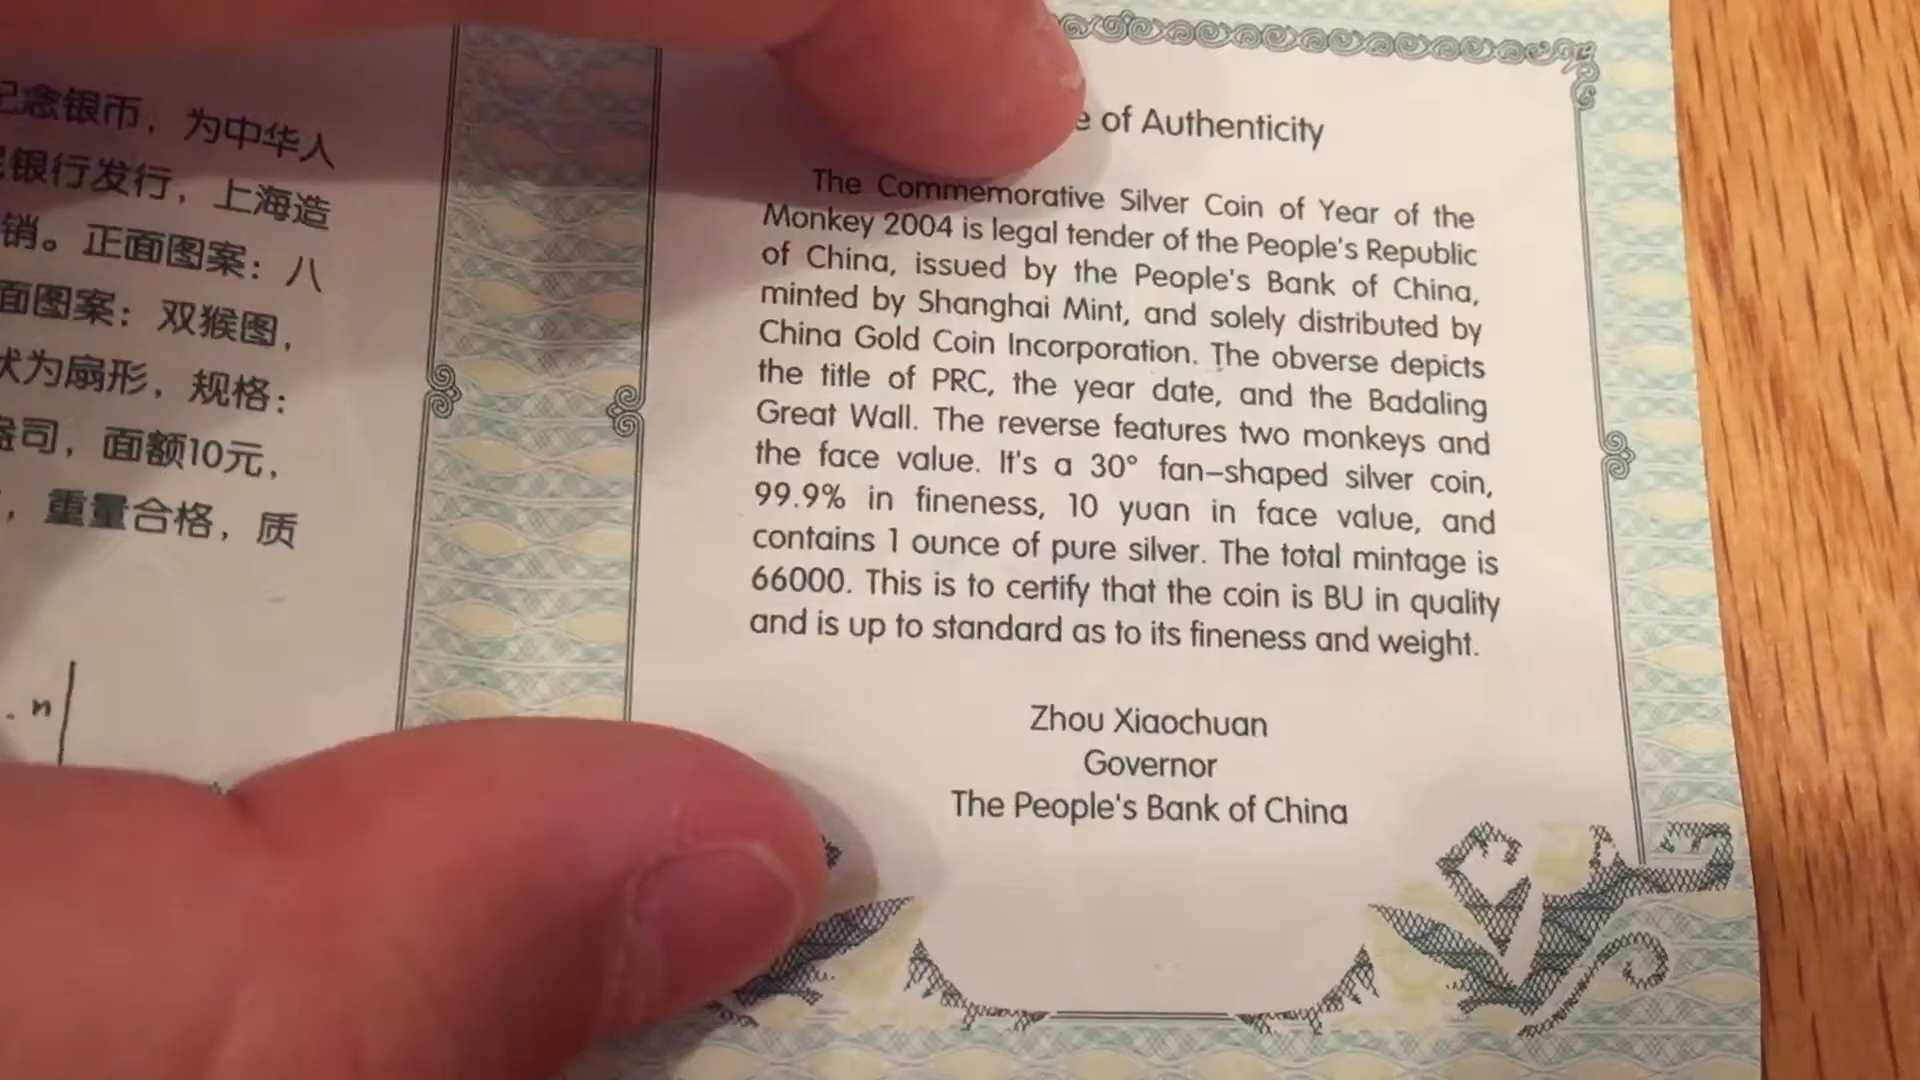 记念银币，为中华人
银行发行，上海造
销。正面图案：八
面图案：双猴图，
状为扇形，规格：
盎司，面额10元，
，重量合格，质
e of Authenticity
The Commemorative Silver Coin of Year of the
Monkey 2004 is legal tender of the People's Republic
of China, issued by the People's Bank of China,
minted by Shanghai Mint, and solely distributed by
China Gold Coin Incorporation. The obverse depicts
the title of PRC, the year date, and the Badaling
Great Wall. The reverse features two monkeys and
the face value. It's a 30° fan-shaped silver coin,
99.9% in fineness, 10 yuan in face value, and
contains 1 ounce of pure silver. The total mintage is
66000. This is to certify that the coin is BU in quality
and is up to standard as to its fineness and weight.
Zhou Xiaochuan
Governor
The People's Bank of China